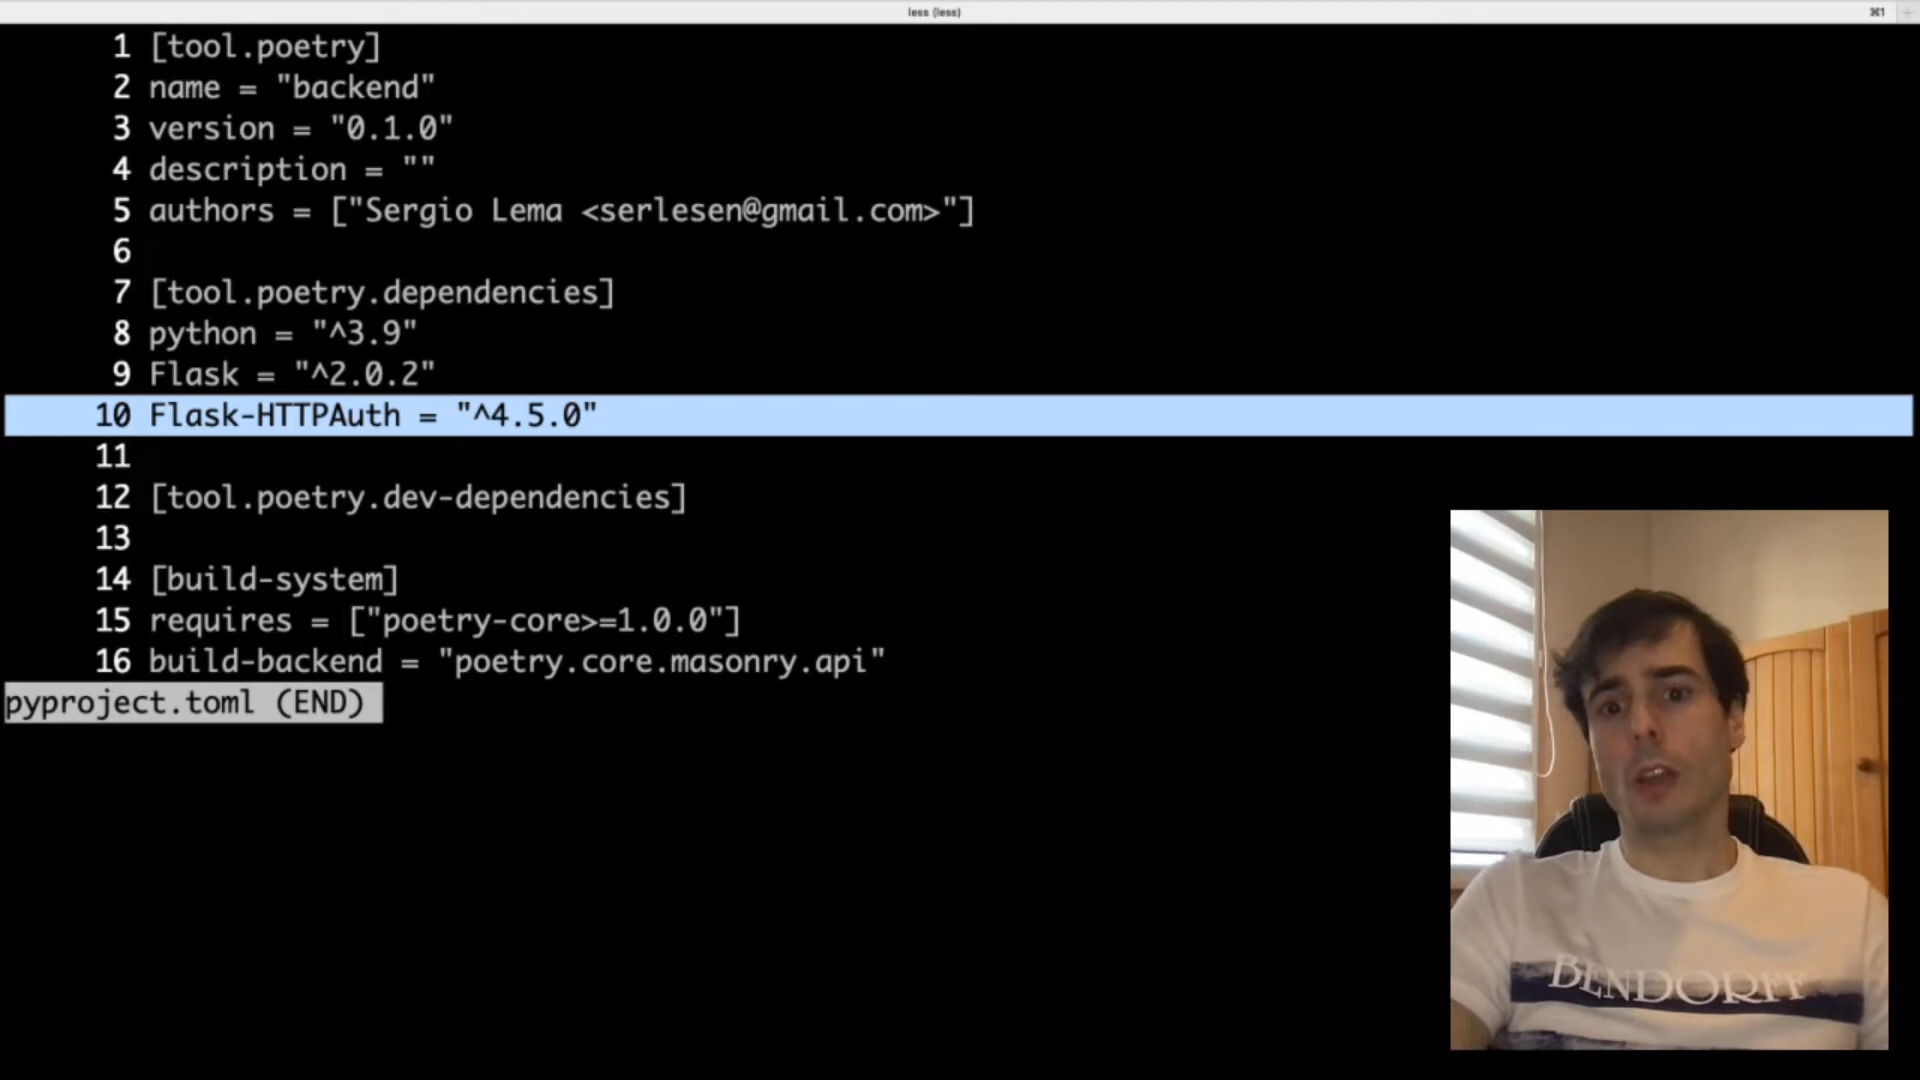 less (less)
⌘1
1 [tool.poetry]
2 name = "backend"
3 version = "0.1.0"
4 description = ""
5 authors = ["Sergio Lema <serlesen@gmail.com>"]
6
7 [tool.poetry.dependencies]
8 python = "^3.9"
9 Flask = "^2.0.2"
10 Flask-HTTPAuth = "^4.5.0"
11
12 [tool.poetry.dev-dependencies]
13
14 [build-system]
15 requires = ["poetry-core>=1.0.0"]
16 build-backend = "poetry.core.masonry.api"
pyproject.toml (END)
BENDORFF